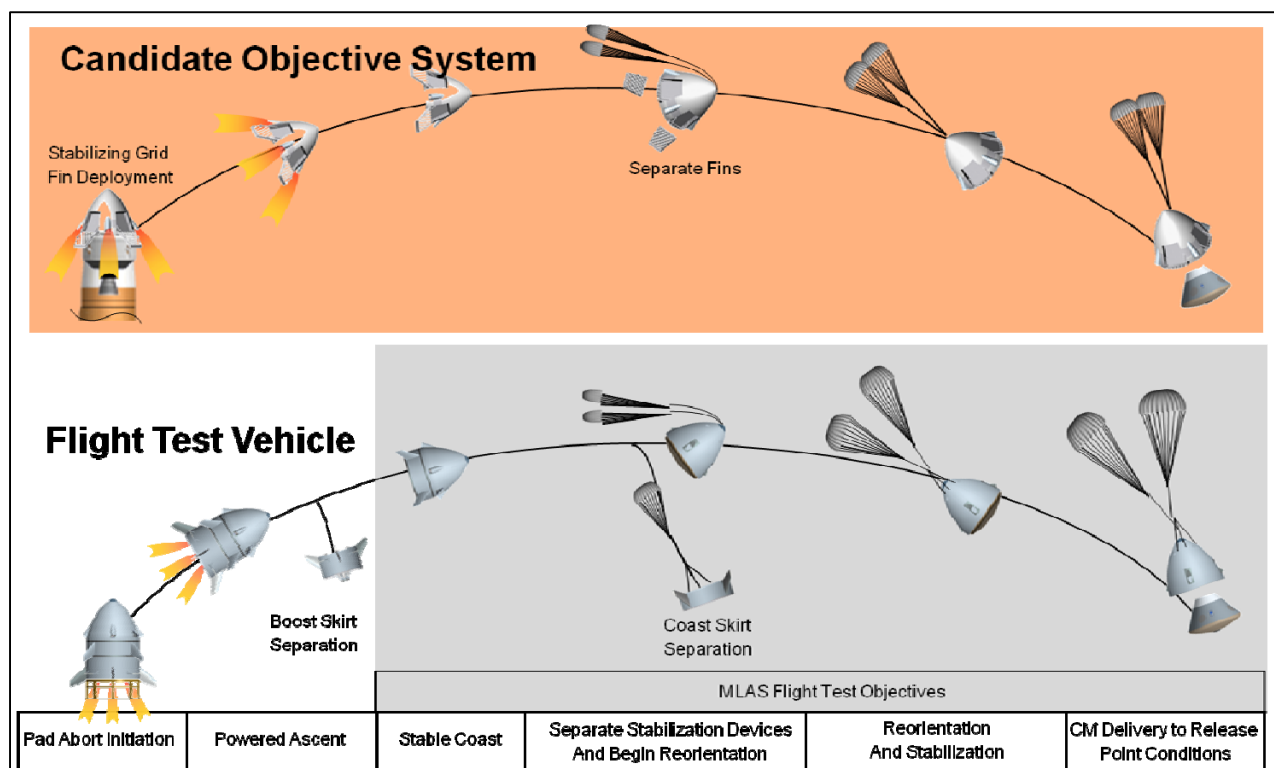 Candidate Objective System
Stabilizing Grid
Fin Deployment
Separate Fins
Flight Test Vehicle
Boost Skirt
Separation
Coast Skirt
Separation
MLAS Flight Test Objectives
Pad Abort Initiation
Powered Ascent
Stable Coast
Separate Stabilization Devices
And Begin Reorientation
Reorientation
And Stabilization
CM Delivery to Release
Point Conditions